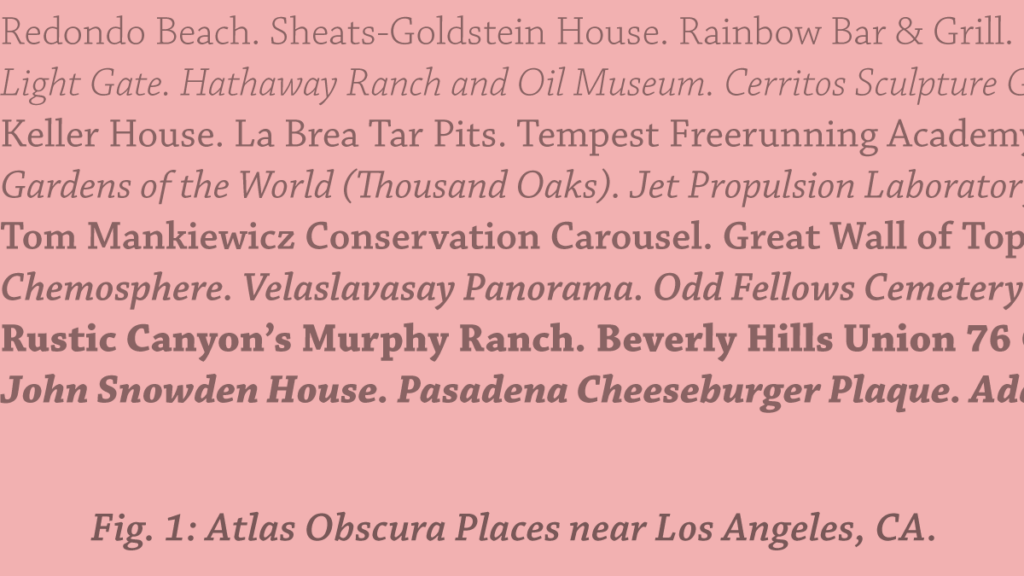 Redondo Beach. Sheats-Goldstein House. Rainbow Bar & Grill.
Light Gate. Hathaway Ranch and Oil Museum. Cerritos Sculpture G
Keller House. La Brea Tar Pits. Tempest Freerunning Academy
Gardens of the World (Thousand Oaks). Jet Propulsion Laboratory
Tom Mankiewicz Conservation Carousel. Great Wall of Top
Chemosphere. Velaslavasay Panorama. Odd Fellows Cemetery
Rustic Canyon’s Murphy Ranch. Beverly Hills Union 76
John Snowden House. Pasadena Cheeseburger Plaque. Ada
Fig. 1: Atlas Obscura Places near Los Angeles, CA.